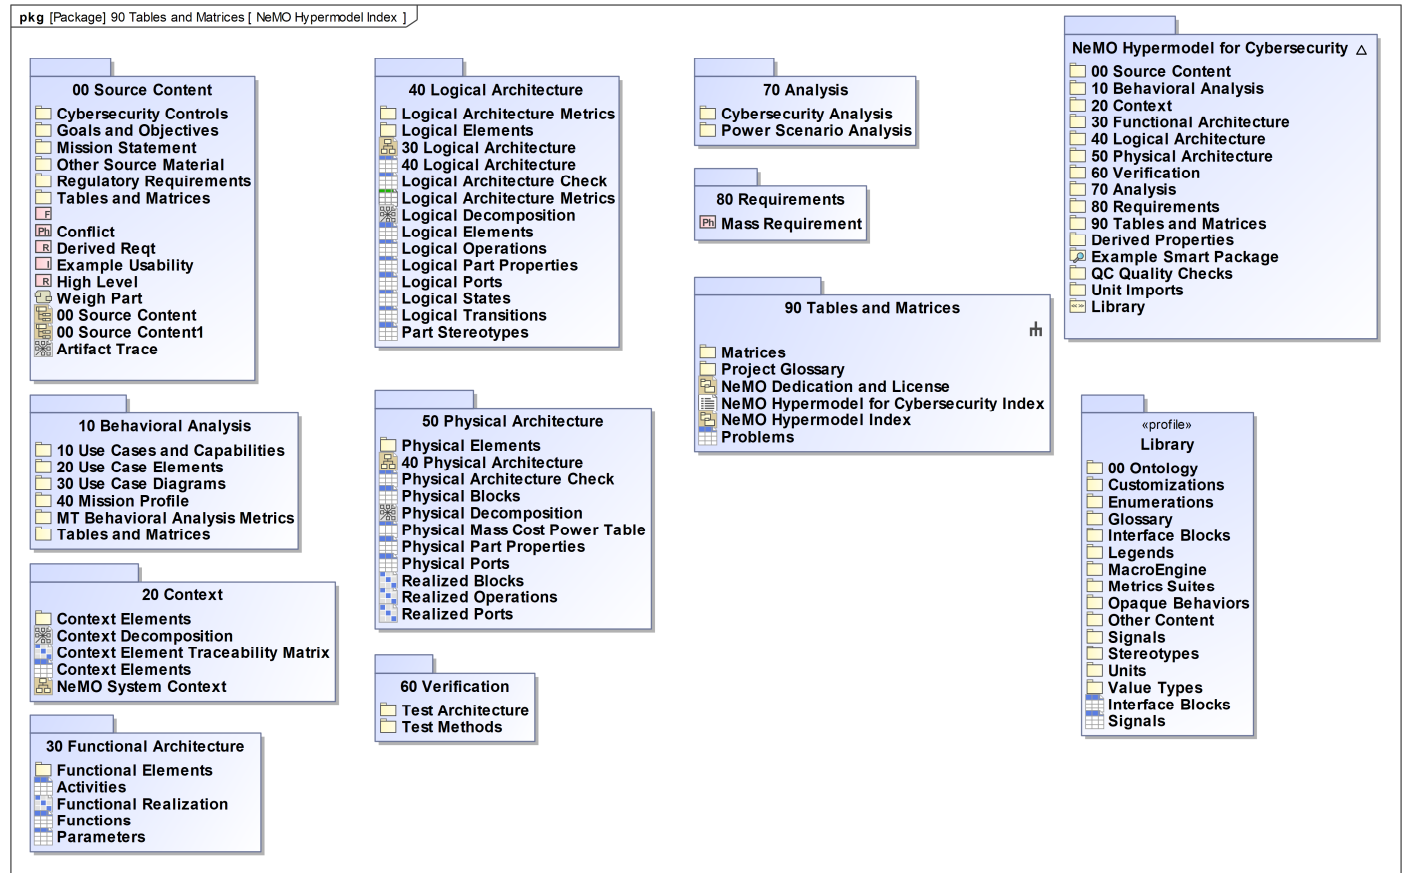 pkg [Package] 90 Tables and Matrices [ NeMO Hypermodel Index ]
00 Source Content
Cybersecurity Controls
Goals and Objectives
Mission Statement
Other Source Material
Regulatory Requirements
Tables and Matrices
F
Ph Conflict
R Derived Reqt
I Example Usability
R High Level
Weigh Part
00 Source Content
00 Source Content1
Artifact Trace
10 Behavioral Analysis
10 Use Cases and Capabilities
20 Use Case Elements
30 Use Case Diagrams
40 Mission Profile
MT Behavioral Analysis Metrics
Tables and Matrices
20 Context
Context Elements
Context Decomposition
Context Element Traceability Matrix
Context Elements
NeMO System Context
30 Functional Architecture
Functional Elements
Activities
Functional Realization
Functions
Parameters
40 Logical Architecture
Logical Architecture Metrics
Logical Elements
30 Logical Architecture
40 Logical Architecture
Logical Architecture Check
Logical Architecture Metrics
Logical Decomposition
Logical Elements
Logical Operations
Logical Part Properties
Logical Ports
Logical States
Logical Transitions
Part Stereotypes
50 Physical Architecture
Physical Elements
40 Physical Architecture
Physical Architecture Check
Physical Blocks
Physical Decomposition
Physical Mass Cost Power Table
Physical Part Properties
Physical Ports
Realized Blocks
Realized Operations
Realized Ports
60 Verification
Test Architecture
Test Methods
70 Analysis
Cybersecurity Analysis
Power Scenario Analysis
80 Requirements
Ph Mass Requirement
90 Tables and Matrices
Matrices
Project Glossary
NeMO Dedication and License
NeMO Hypermodel for Cybersecurity Index
NeMO Hypermodel Index
Problems
NeMO Hypermodel for Cybersecurity
00 Source Content
10 Behavioral Analysis
20 Context
30 Functional Architecture
40 Logical Architecture
50 Physical Architecture
60 Verification
70 Analysis
80 Requirements
90 Tables and Matrices
Derived Properties
Example Smart Package
QC Quality Checks
Unit Imports
«» Library
«profile»
Library
00 Ontology
Customizations
Enumerations
Glossary
Interface Blocks
Legends
MacroEngine
Metrics Suites
Opaque Behaviors
Other Content
Signals
Stereotypes
Units
Value Types
Interface Blocks
Signals